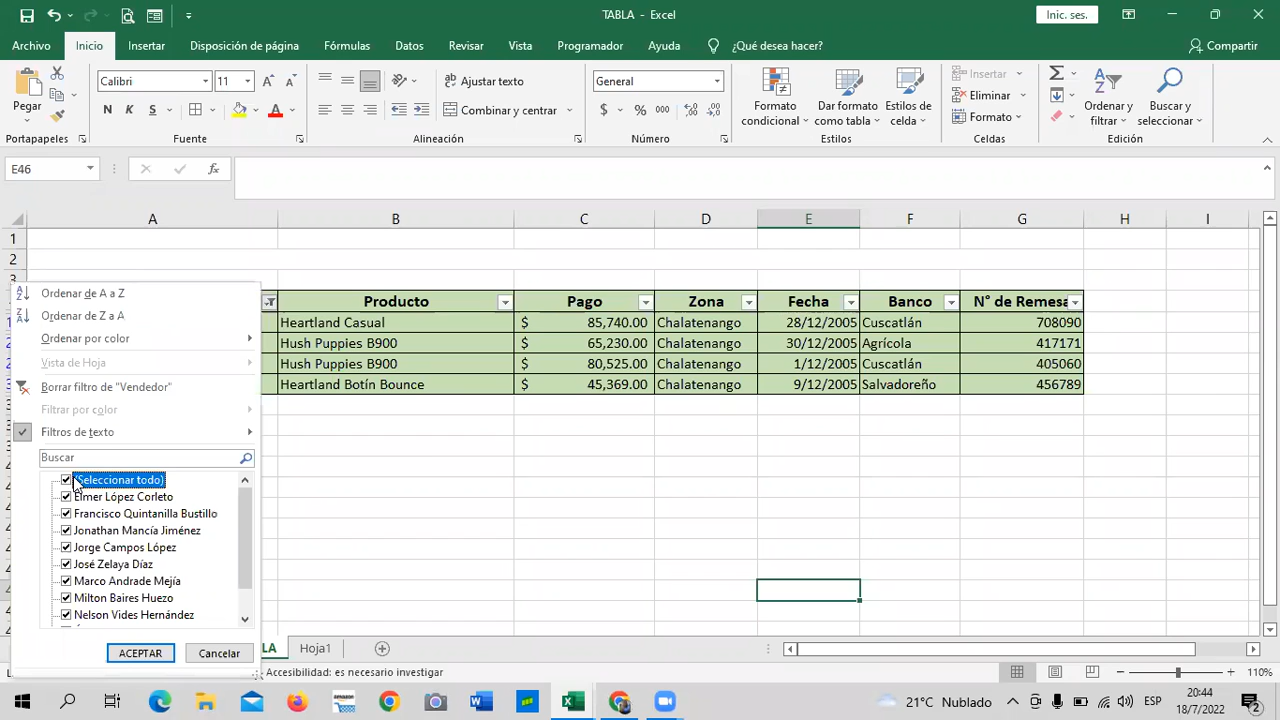 TABLA - Excel
Inic. ses.
Archivo Inicio Insertar Disposición de página Fórmulas Datos Revisar Vista Programador Ayuda ¿Qué desea hacer? Compartir
Pegar
Calibri 11
N K S
Ajustar texto
Combinar y centrar
General
$ % 000
Formato condicional
Dar formato como tabla
Estilos de celda
Insertar
Eliminar
Formato
Ordenar y filtrar
Buscar y seleccionar
Portapapeles Fuente Alineación Número Estilos Celdas Edición
E46 fx
A B C D E F G H I
1
2
3
Producto Pago Zona Fecha Banco N° de Remesa
Heartland Casual $ 85,740.00 Chalatenango 28/12/2005 Cuscatlán 708090
Hush Puppies B900 $ 65,230.00 Chalatenango 30/12/2005 Agrícola 417171
Hush Puppies B900 $ 80,525.00 Chalatenango 1/12/2005 Cuscatlán 405060
Heartland Botín Bounce $ 45,369.00 Chalatenango 9/12/2005 Salvadoreño 456789
Ordenar de A a Z
Ordenar de Z a A
Ordenar por color
Vista de Hoja
Borrar filtro de "Vendedor"
Filtrar por color
Filtros de texto
Buscar
(Seleccionar todo)
Elmer López Corleto
Francisco Quintanilla Bustillo
Jonathan Mancía Jiménez
Jorge Campos López
José Zelaya Díaz
Marco Andrade Mejía
Milton Baires Huezo
Nelson Vides Hernández
ACEPTAR Cancelar
LA Hoja1
Accesibilidad: es necesario investigar
110%
21°C Nublado
ESP
20:44
18/7/2022
2